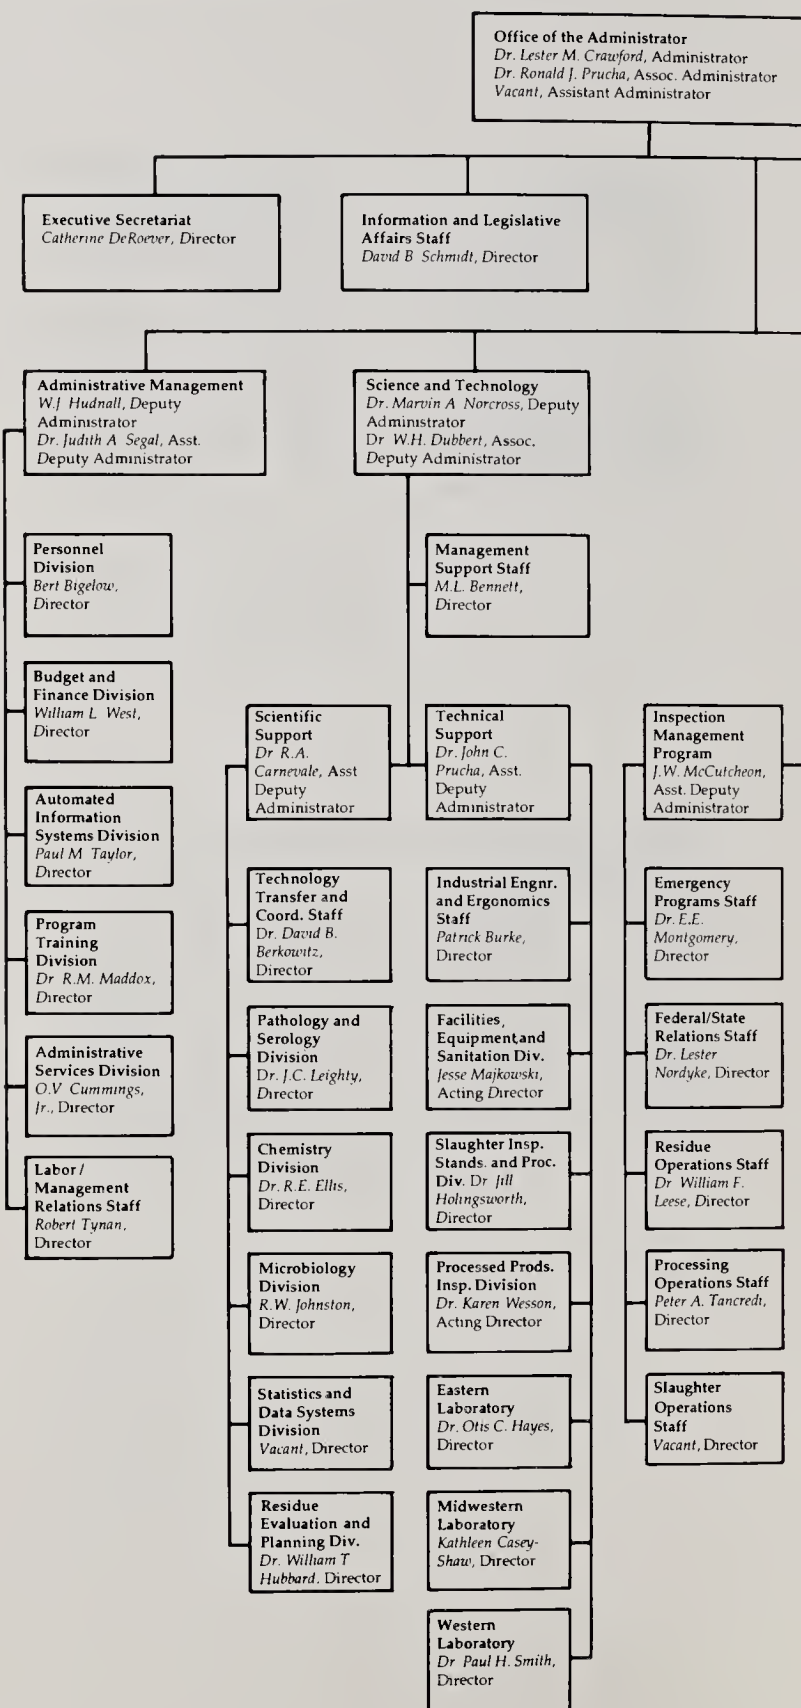 Office of the Administrator
Dr. Lester M. Crawford, Administrator
Dr. Ronald J. Prucha, Assoc. Administrator
Vacant, Assistant Administrator
Executive Secretariat
Catherine DeRoever, Director
Information and Legislative
Affairs Staff
David B Schmidt, Director
Administrative Management
W.J Hudnall, Deputy
Administrator
Dr. Judith A Segal, Asst.
Deputy Administrator
Science and Technology
Dr. Marvin A Norcross, Deputy
Administrator
Dr W.H. Dubbert, Assoc.
Deputy Administrator
Personnel
Division
Bert Bigelow,
Director
Budget and
Finance Division
William L West,
Director
Automated
Information
Systems Division
Paul M Taylor,
Director
Program
Training
Division
Dr R.M. Maddox,
Director
Administrative
Services Division
O.V Cummings,
Jr., Director
Labor/
Management
Relations Staff
Robert Tynan,
Director
Management
Support Staff
M.L. Bennett,
Director
Scientific
Support
Dr R.A.
Carnevale, Asst
Deputy
Administrator
Technology
Transfer and
Coord. Staff
Dr. David B.
Berkowitz,
Director
Pathology and
Serology
Division
Dr. J.C. Leighty,
Director
Chemistry
Division
Dr. R.E. Ellis,
Director
Microbiology
Division
R.W. Johnston,
Director
Statistics and
Data Systems
Division
Vacant, Director
Residue
Evaluation and
Planning Div.
Dr. William T
Hubbard, Director
Technical
Support
Dr. John C.
Prucha, Asst.
Deputy
Administrator
Industrial Engnr.
and Ergonomics
Staff
Patrick Burke,
Director
Facilities,
Equipment,and
Sanitation Div.
Jesse Majkowski,
Acting Director
Slaughter Insp.
Stands. and Proc.
Div. Dr Jill
Hollingsworth,
Director
Processed Prods.
Insp. Division
Dr. Karen Wesson,
Acting Director
Eastern
Laboratory
Dr. Otis C. Hayes,
Director
Midwestern
Laboratory
Kathleen Casey-
Shaw, Director
Western
Laboratory
Dr Paul H. Smith,
Director
Inspection
Management
Program
J.W. McCutcheon,
Asst. Deputy
Administrator
Emergency
Programs Staff
Dr. E.E.
Montgomery,
Director
Federal/State
Relations Staff
Dr. Lester
Nordyke, Director
Residue
Operations Staff
Dr William F.
Leese, Director
Processing
Operations Staff
Peter A. Tancredi,
Director
Slaughter
Operations
Staff
Vacant, Director